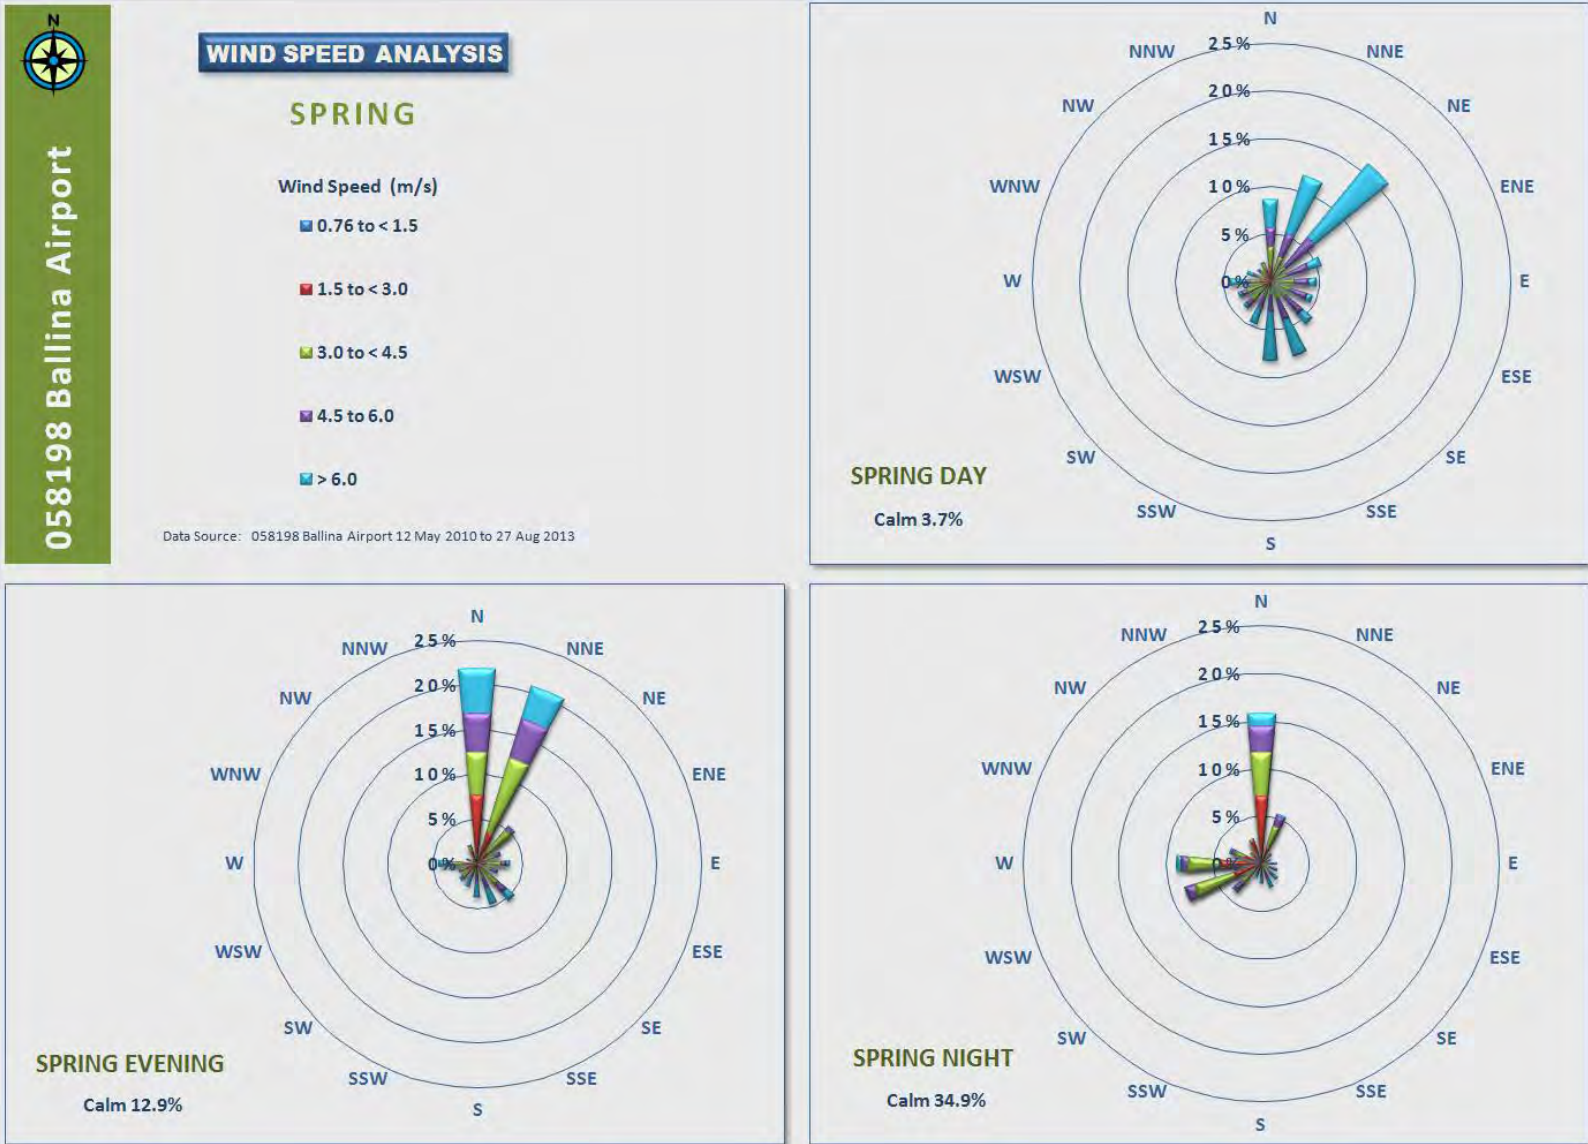 N
058198 Ballina Airport
WIND SPEED ANALYSIS
SPRING
Wind Speed (m/s)
0.76 to < 1.5
1.5 to < 3.0
3.0 to < 4.5
4.5 to 6.0
> 6.0
Data Source: 058198 Ballina Airport 12 May 2010 to 27 Aug 2013
N
NNE
NE
ENE
E
ESE
SE
SSE
S
SSW
SW
WSW
W
WNW
NW
NNW
25%
20%
15%
10%
5%
0%
SPRING DAY
Calm 3.7%
N
NNE
NE
ENE
E
ESE
SE
SSE
S
SSW
SW
WSW
W
WNW
NW
NNW
25%
20%
15%
10%
5%
0%
SPRING EVENING
Calm 12.9%
N
NNE
NE
ENE
E
ESE
SE
SSE
S
SSW
SW
WSW
W
WNW
NW
NNW
25%
20%
15%
10%
5%
0%
SPRING NIGHT
Calm 34.9%